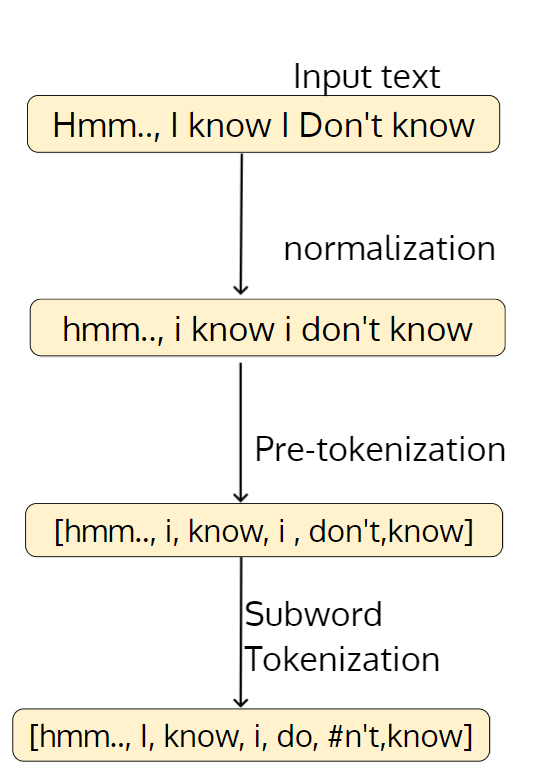 Input text
Hmm.., I know I Don't know
normalization
hmm.., i know i don't know
Pre-tokenization
[hmm.., i, know, i , don't,know]
Subword
Tokenization
[hmm.., I, know, i, do, #n't,know]